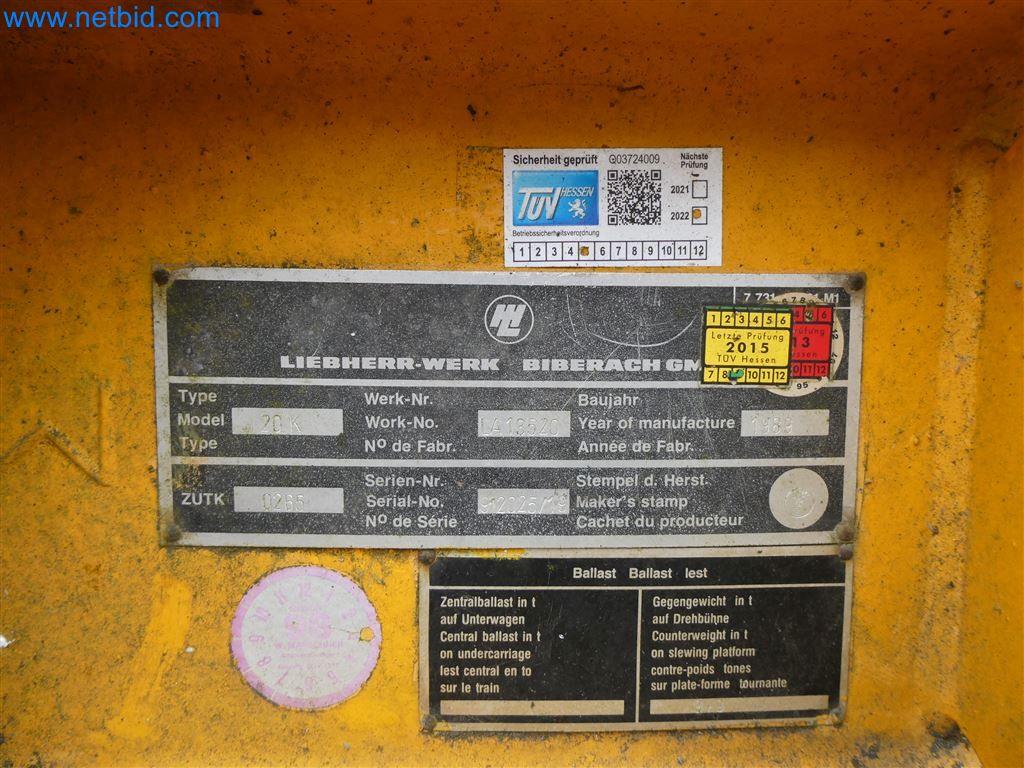 www.netbid.com
Sicherheit geprüft Q03724009 Nächste Prüfung
TÜV HESSEN
2021
2022
Betriebssicherheitsverordnung
1 2 3 4 6 7 8 9 10 11 12
LIEBHERR-WERK BIBERACH GM
1 2 3 4 5 6
Letzte Prüfung
2015
TÜV Hessen
7 8 10 11 12
Type Werk-Nr. Baujahr
Model 20 K Work-No. Year of manufacture 1989
Type Nº de Fabr. Année de Fabr.
Serien-Nr. Stempel d. Herst.
ZUTK 0265 Serial-No. Maker's stamp
Nº de Série Cachet du producteur
Ballast Ballast lest
Zentralballast in t
auf Unterwagen
Central ballast in t
on undercarriage
lest central en to
sur le train
Gegengewicht in t
auf Drehbühne
Counterweight in t
on slewing platform
contre-poids tones
sur plate-forme tournante